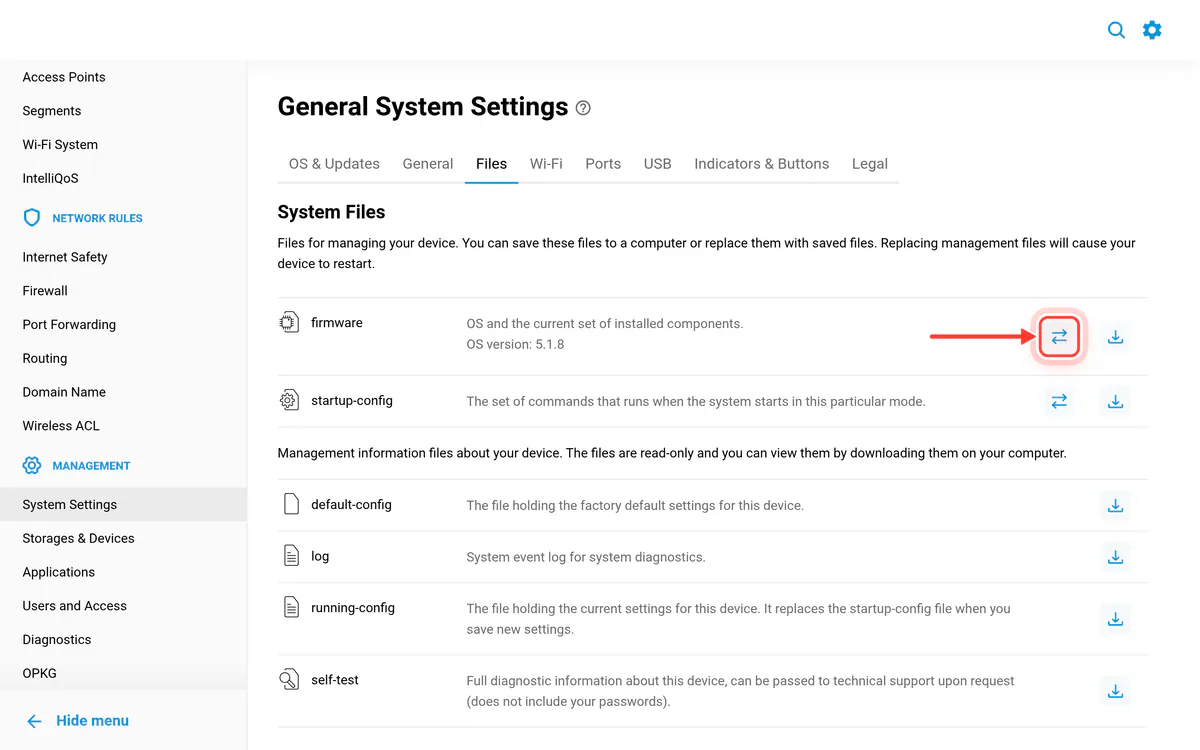 Access Points
Segments
Wi-Fi System
IntelliQoS
NETWORK RULES
Internet Safety
Firewall
Port Forwarding
Routing
Domain Name
Wireless ACL
MANAGEMENT
System Settings
Storages & Devices
Applications
Users and Access
Diagnostics
OPKG
Hide menu
General System Settings ?
OS & Updates General Files Wi-Fi Ports USB Indicators & Buttons Legal
System Files
Files for managing your device. You can save these files to a computer or replace them with saved files. Replacing management files will cause your
device to restart.
firmware
OS and the current set of installed components.
OS version: 5.1.8
startup-config
The set of commands that runs when the system starts in this particular mode.
Management information files about your device. The files are read-only and you can view them by downloading them on your computer.
default-config
The file holding the factory default settings for this device.
log
System event log for system diagnostics.
running-config
The file holding the current settings for this device. It replaces the startup-config file when you
save new settings.
self-test
Full diagnostic information about this device, can be passed to technical support upon request
(does not include your passwords).